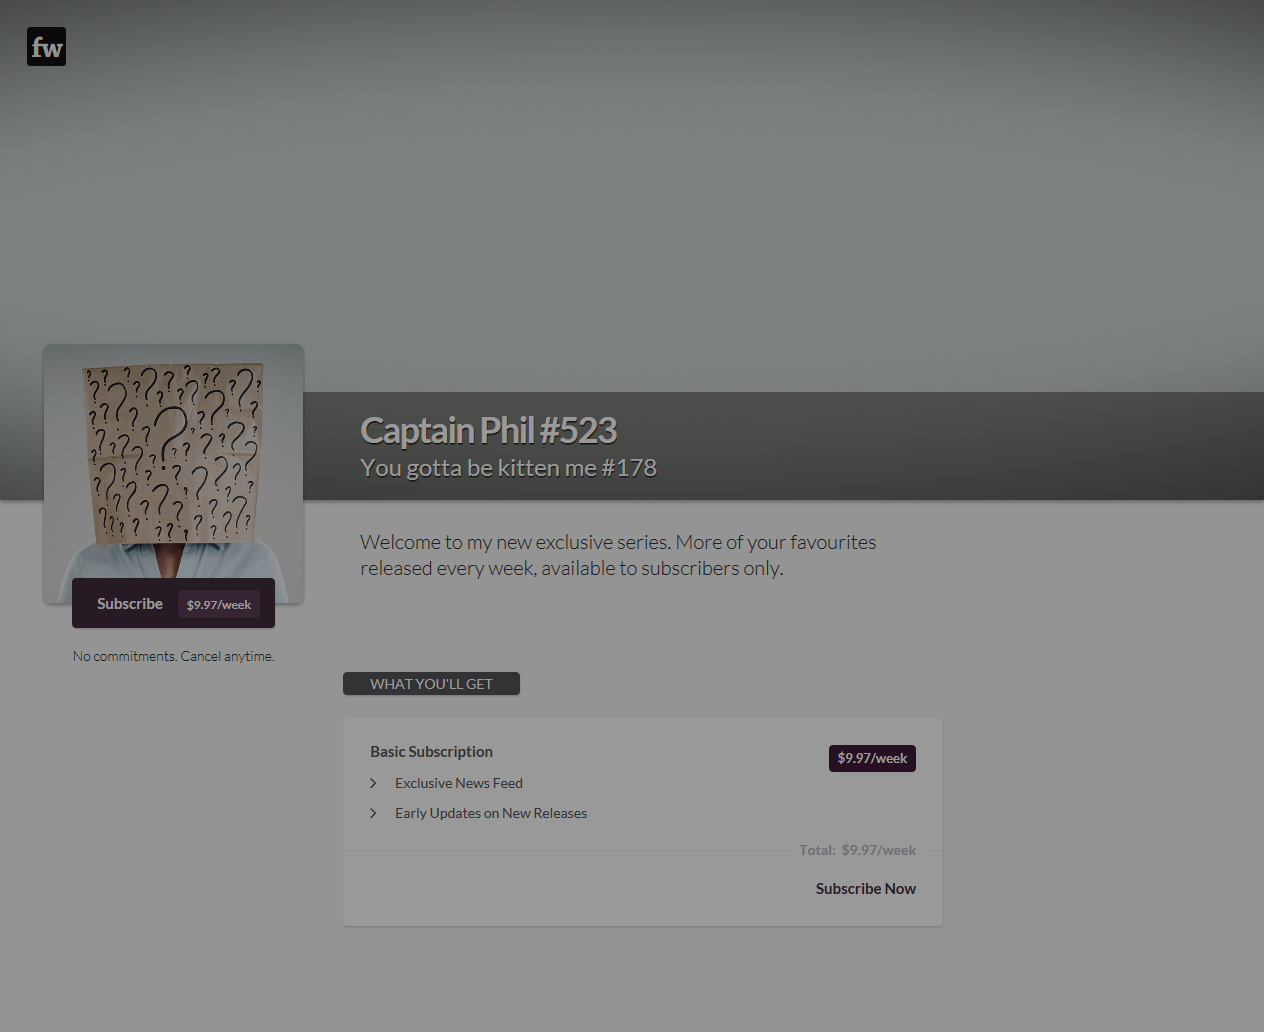 fw
Captain Phil #523
You gotta be kitten me #178
Welcome to my new exclusive series. More of your favourites
released every week, available to subscribers only.
Subscribe $9.97/week
No commitments. Cancel anytime.
WHAT YOU'LL GET
Basic Subscription $9.97/week
Exclusive News Feed
Early Updates on New Releases
Total: $9.97/week
Subscribe Now